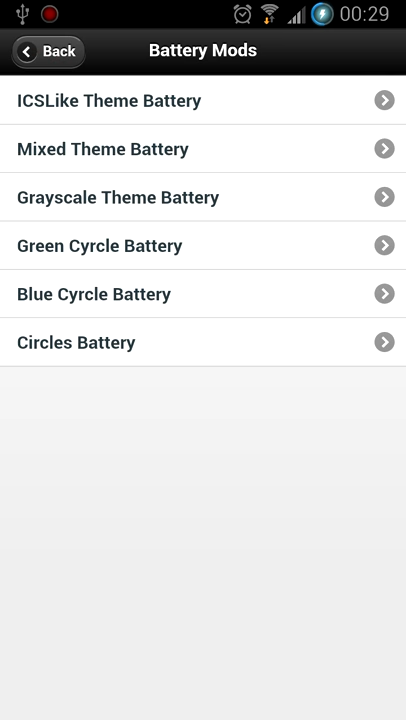 00:29
Back
Battery Mods
ICSLike Theme Battery
Mixed Theme Battery
Grayscale Theme Battery
Green Cyrcle Battery
Blue Cyrcle Battery
Circles Battery